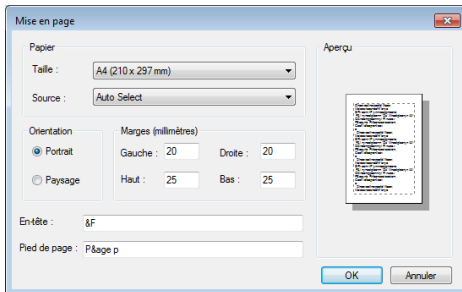 Mise en page
Papier
Taille :
A4 (210 x 297 mm)
Source :
Auto Select
Orientation
Portrait
Paysage
Marges (millimètres)
Gauche : 20
Droite : 20
Haut : 25
Bas : 25
En-tête : &F
Pied de page : P&age p
Aperçu
OK
Annuler